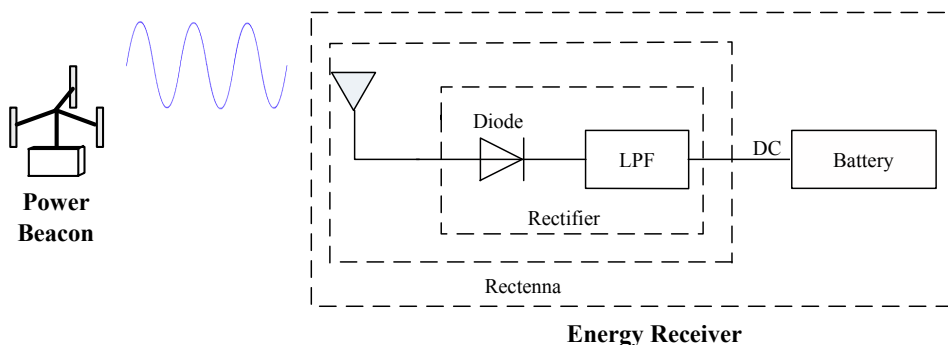 Power
Beacon
Diode
LPF
DC
Battery
Rectifier
Rectenna
Energy Receiver